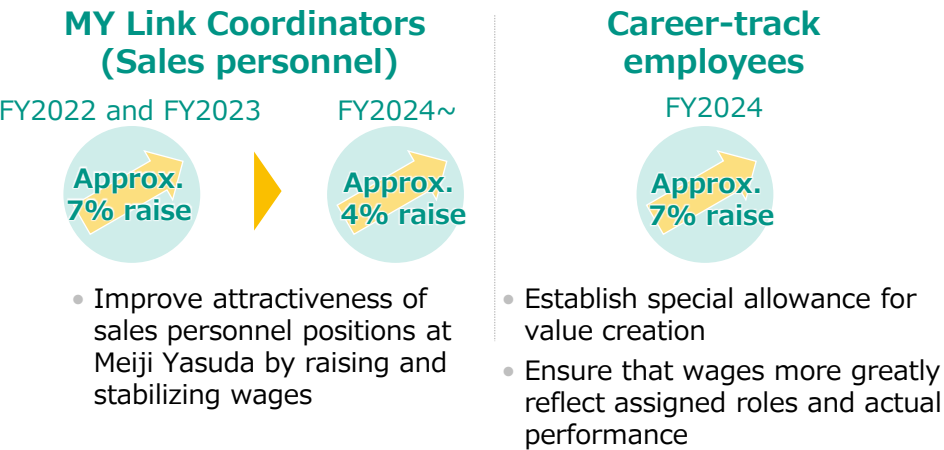 MY Link Coordinators
(Sales personnel)
FY2022 and FY2023
FY2024~
Approx.
7% raise
Approx.
4% raise
• Improve attractiveness of
sales personnel positions at
Meiji Yasuda by raising and
stabilizing wages
Career-track
employees
FY2024
Approx.
7% raise
• Establish special allowance for
value creation
• Ensure that wages more greatly
reflect assigned roles and actual
performance